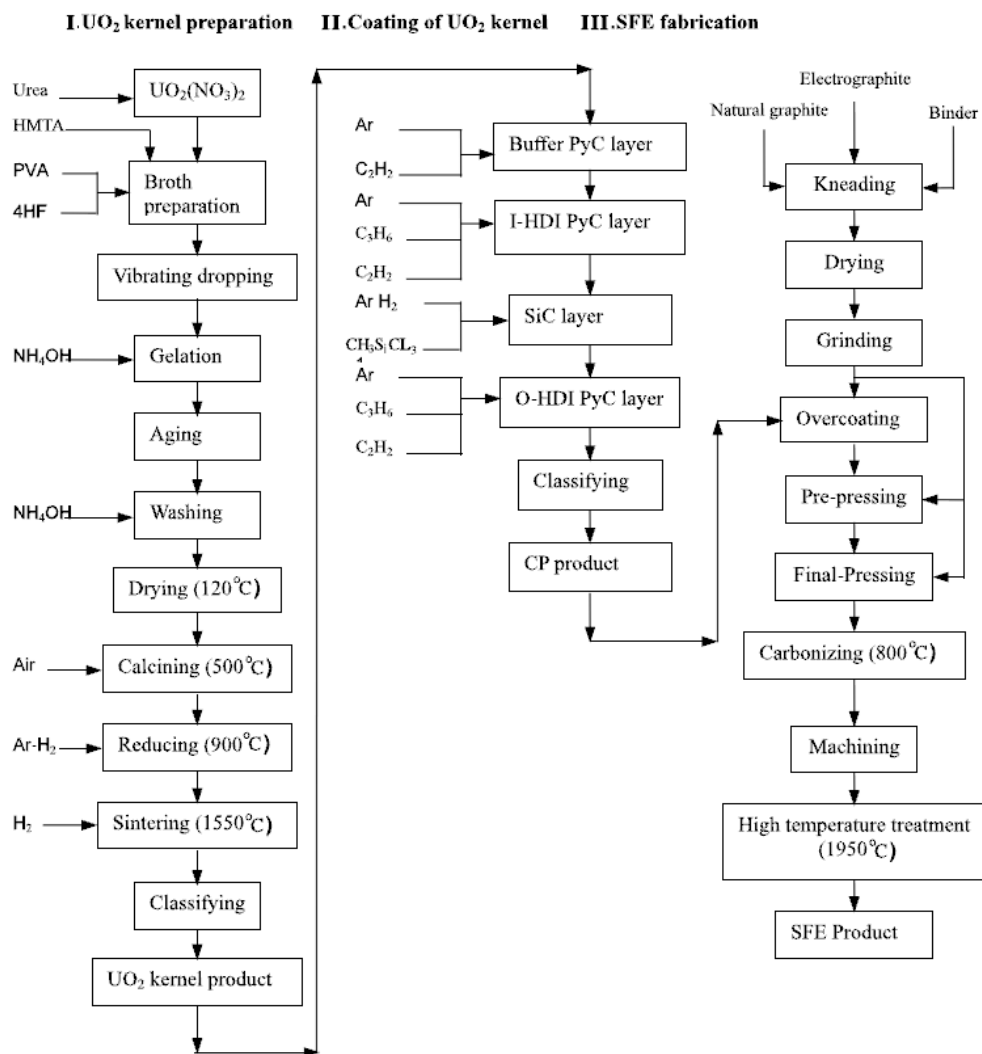 I.UO₂ kernel preparation
II.Coating of UO₂ kernel
III.SFE fabrication
Urea
UO₂(NO₃)₂
HMTA
PVA
4HF
Broth
preparation
Vibrating dropping
NH₄OH
Gelation
Aging
NH₄OH
Washing
Drying (120℃)
Air
Calcining (500℃)
Ar-H₂
Reducing (900℃)
H₂
Sintering (1550℃)
Classifying
UO₂ kernel product
Ar
C₂H₂
Buffer PyC layer
Ar
C₃H₆
C₂H₂
I-HDI PyC layer
Ar H₂
CH₃SᵢCL₃
SiC layer
Ar
C₃H₆
C₂H₂
O-HDI PyC layer
Classifying
CP product
Electrographite
Natural graphite
Binder
Kneading
Drying
Grinding
Overcoating
Pre-pressing
Final-Pressing
Carbonizing (800℃)
Machining
High temperature treatment
(1950℃)
SFE Product